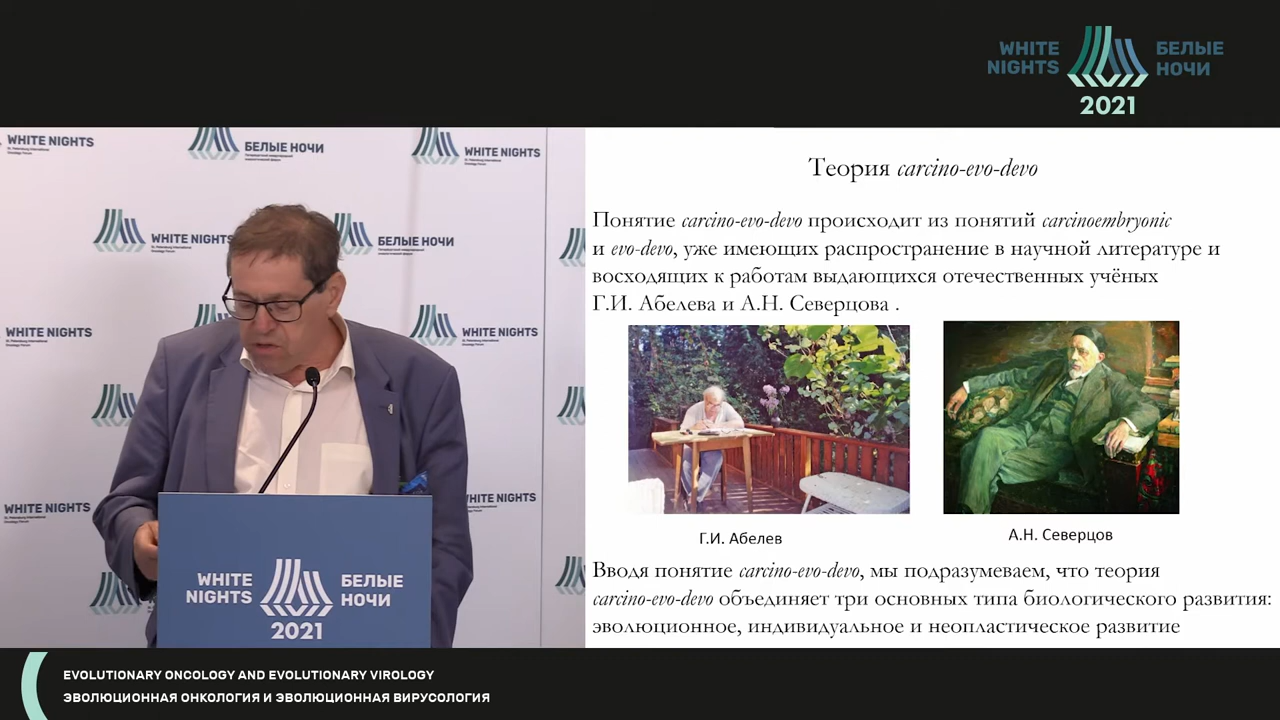 WHITE
NIGHTS
БЕЛЫЕ
НОЧИ
2021
WHITE NIGHTS
БЕЛЫЕ НОЧИ
WHITE NIGHTS
WHITE NIGHTS
БЕЛЫЕ НОЧИ
WHITE NIGHTS
WHITE NIGHTS
WHITE NIGHTS
WHITE NIGHTS
WHITE
NIGHTS
БЕЛЫЕ
НОЧИ
2021
Теория carcino-evo-devo
Понятие carcino-evo-devo происходит из понятий carcinoembryonic
и evo-devo, уже имеющих распространение в научной литературе и
восходящих к работам выдающихся отечественных учёных
Г.И. Абелева и А.Н. Северцова .
Г.И. Абелев
А.Н. Северцов
Вводя понятие carcino-evo-devo, мы подразумеваем, что теория
carcino-evo-devo объединяет три основных типа биологического развития:
эволюционное, индивидуальное и неопластическое развитие
EVOLUTIONARY ONCOLOGY AND EVOLUTIONARY VIROLOGY
ЭВОЛЮЦИОННАЯ ОНКОЛОГИЯ И ЭВОЛЮЦИОННАЯ ВИРУСОЛОГИЯ